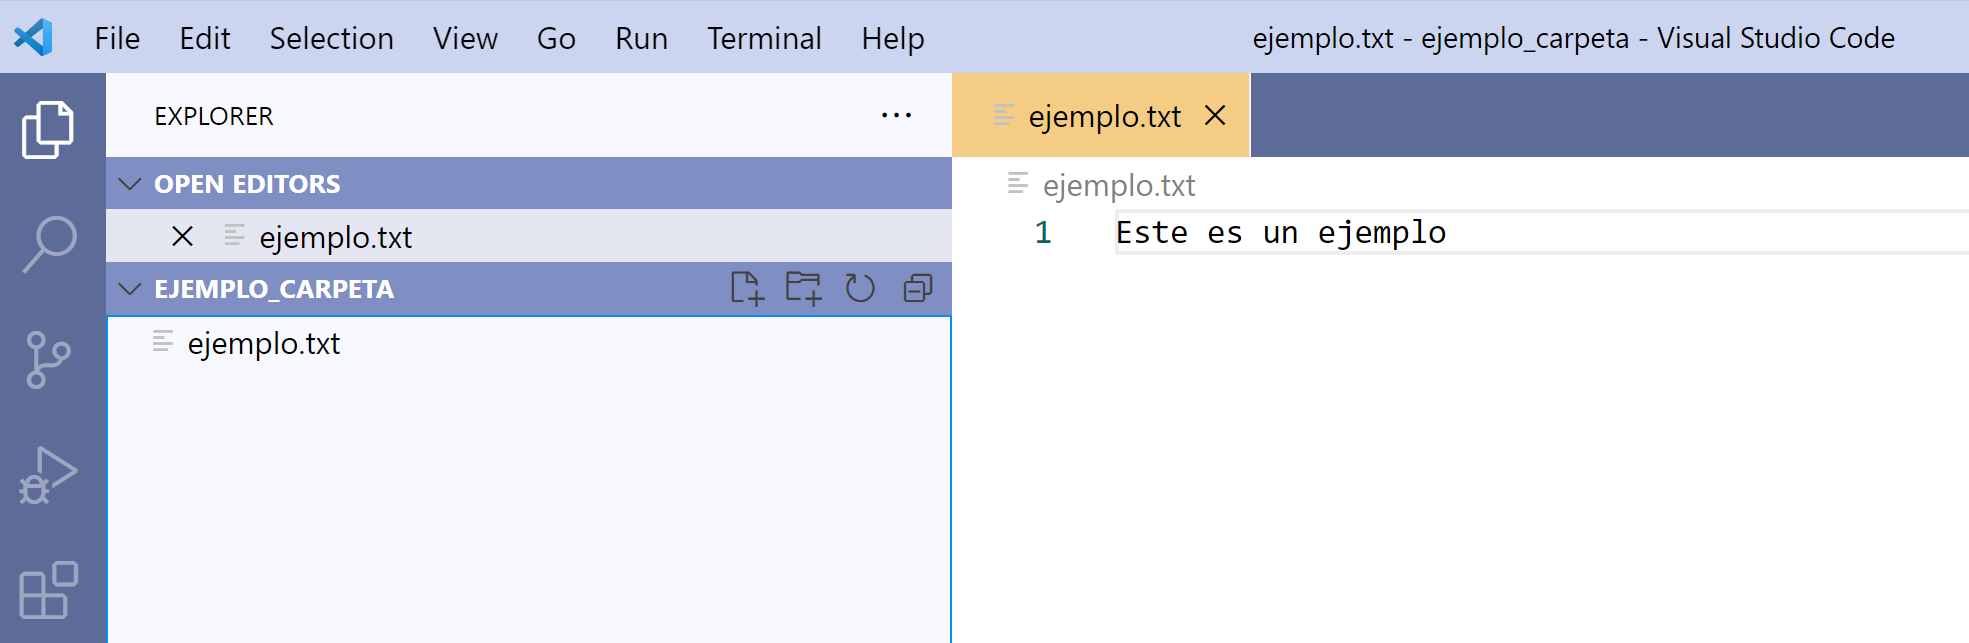 File Edit Selection View Go Run Terminal Help ejemplo.txt - ejemplo_carpeta - Visual Studio Code
EXPLORER ···
OPEN EDITORS
ejemplo.txt
EJEMPLO_CARPETA
ejemplo.txt
ejemplo.txt
ejemplo.txt
1 Este es un ejemplo